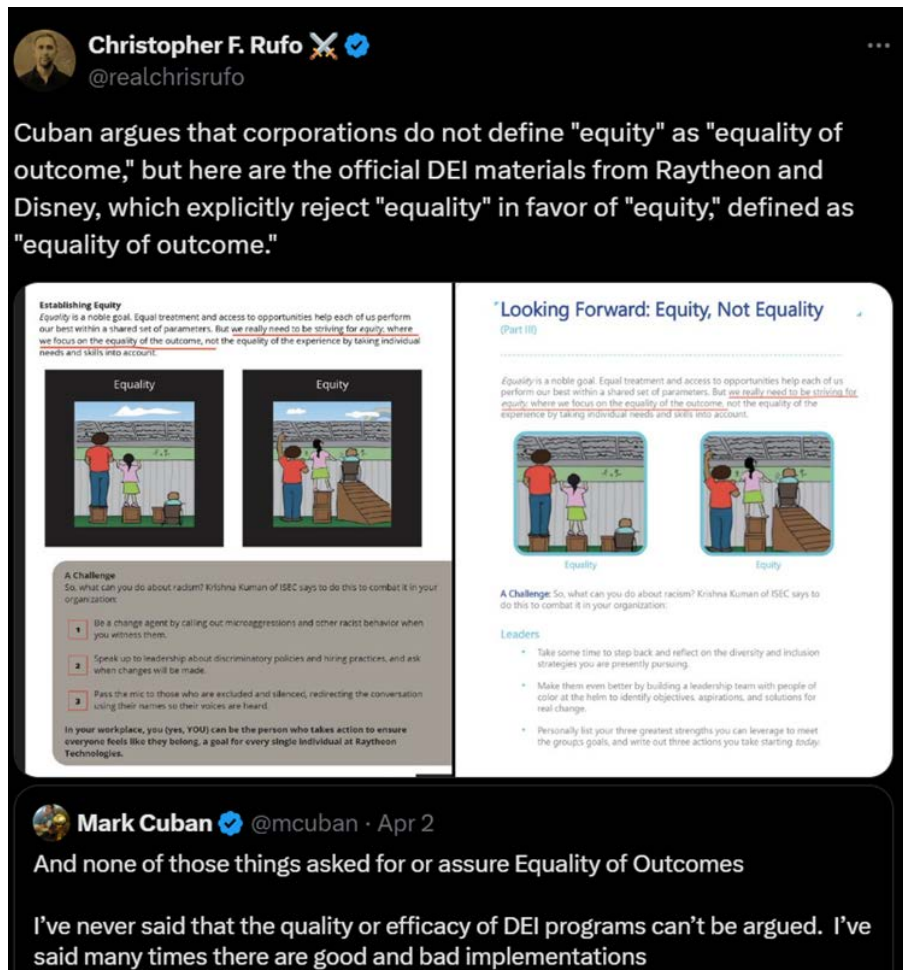 Christopher F. Rufo ⚔️
@realchrisrufo
Cuban argues that corporations do not define "equity" as "equality of
outcome," but here are the official DEI materials from Raytheon and
Disney, which explicitly reject "equality" in favor of "equity," defined as
"equality of outcome."
Establishing Equity
Equality is a noble goal. Equal treatment and access to opportunities help each of us perform
our best within a shared set of parameters. But we really need to be striving for equity, where
we focus on the equality of the outcome, not the equality of the experience by taking individual
needs and skills into account.
Equality
Equity
A Challenge
So, what can you do about racism? Krishna Kuman of ISEC says to do this to combat it in your
organization:
1 Be a change agent by calling out microaggressions and other racist behavior when
you witness them.
2 Speak up to leadership about discriminatory policies and hiring practices, and ask
when changes will be made.
3 Pass the mic to those who are excluded and silenced, redirecting the conversation
using their names so their voices are heard.
In your workplace, you (yes, YOU) can be the person who takes action to ensure
everyone feels like they belong, a goal for every single individual at Raytheon
Technologies.
Looking Forward: Equity, Not Equality
(Part III)
Equality is a noble goal. Equal treatment and access to opportunities help each of us
perform our best within a shared set of parameters. But we really need to be striving for
equity, where we focus on the equality of the outcome, not the equality of the
experience by taking individual needs and skills into account.
Equality
Equity
A Challenge: So, what can you do about racism? Krishna Kuman of ISEC says to
do this to combat it in your organization:
Leaders
• Take some time to step back and reflect on the diversity and inclusion
strategies you are presently pursuing.
• Make them even better by building a leadership team with people of
color at the helm to identify objectives, aspirations, and solutions for
real change.
• Personally list your three greatest strengths you can leverage to meet
the group;s goals, and write out three actions you take starting today.
Mark Cuban @mcuban · Apr 2
And none of those things asked for or assure Equality of Outcomes
I've never said that the quality or efficacy of DEI programs can't be argued. I've
said many times there are good and bad implementations